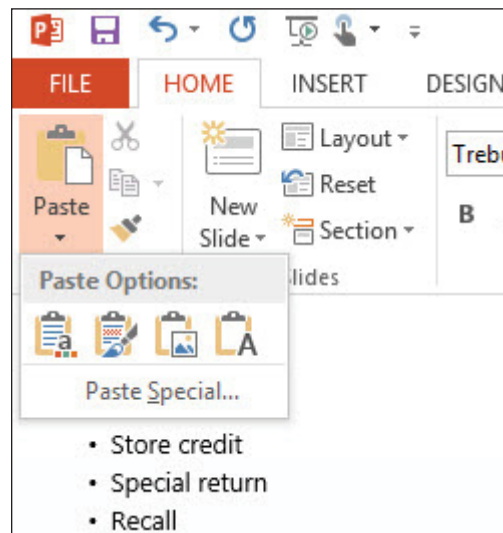 FILE HOME INSERT DESIGN
Layout
Reset
Section
Paste
New
Slide
B
lides
Paste Options:
Paste Special...
• Store credit
• Special return
• Recall